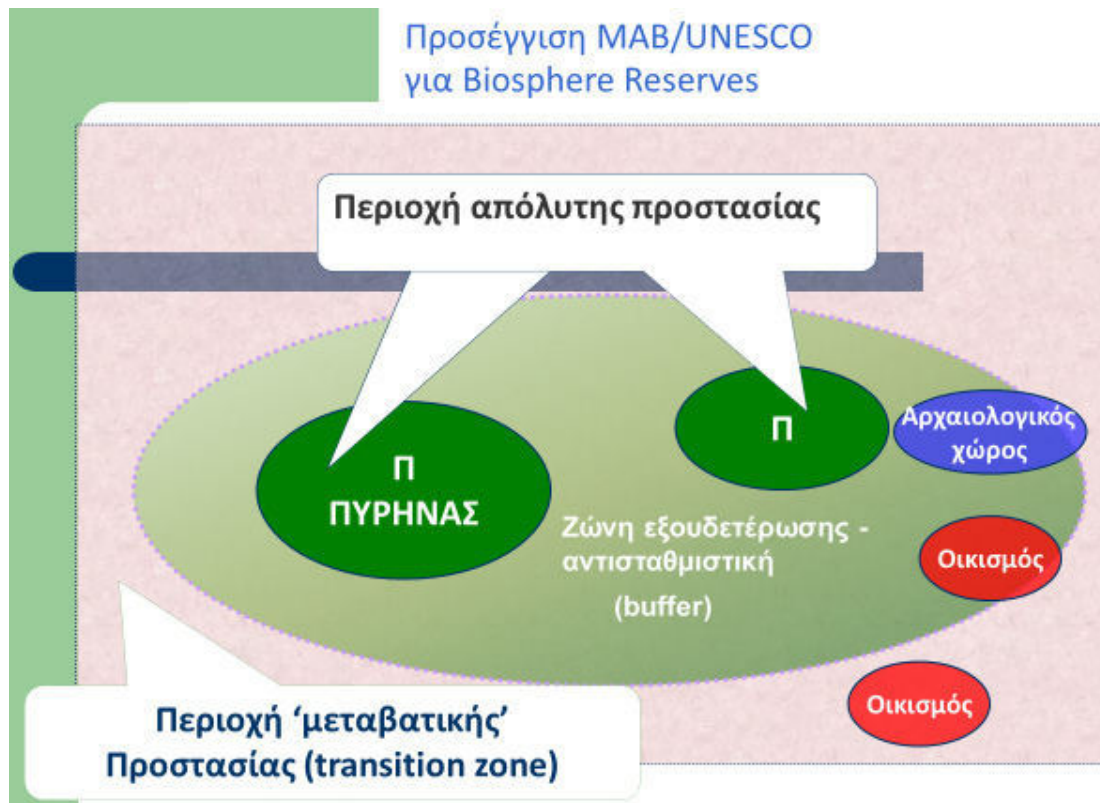 Προσέγγιση MAB/UNESCO
για Biosphere Reserves
Περιοχή απόλυτης προστασίας
Π
ΠΥΡΗΝΑΣ
Π
Αρχαιολογικός
χώρος
Ζώνη εξουδετέρωσης -
αντισταθμιστική
(buffer)
Οικισμός
Οικισμός
Περιοχή ‘μεταβατικής’
Προστασίας (transition zone)